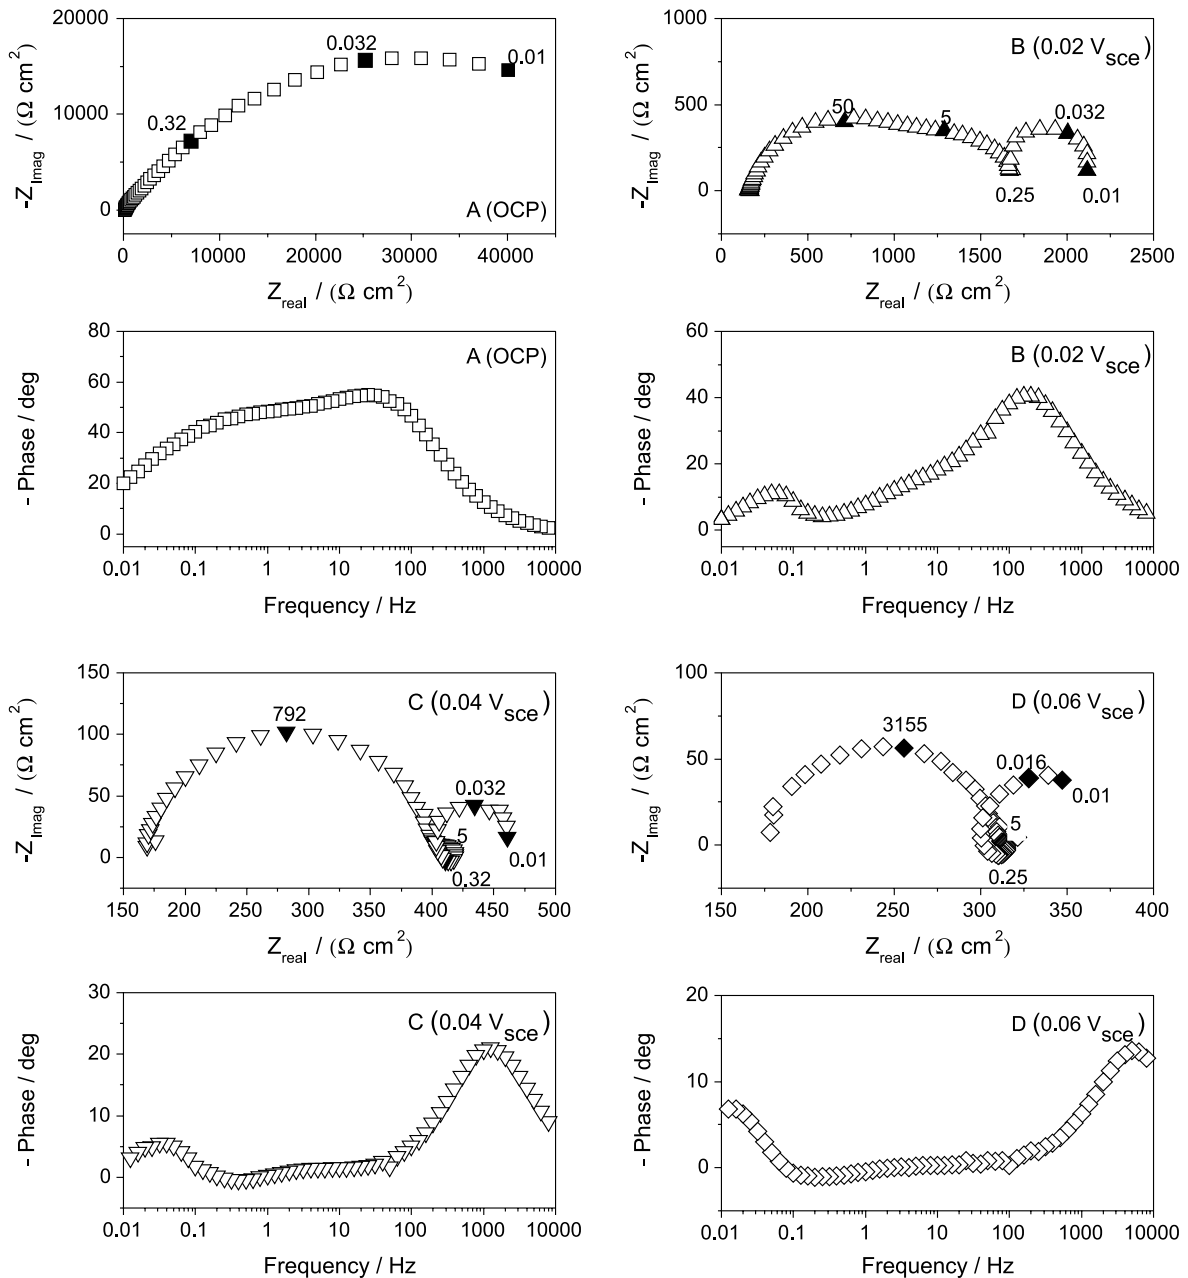 20000
10000
0
-Z_Imag / (Ω cm²)
0.032
0.01
0.32
A (OCP)
0 10000 20000 30000 40000
Z_real / (Ω cm²)
1000
500
0
-Z_Imag / (Ω cm²)
B (0.02 V_sce)
50
5
0.032
0.25
0.01
0 500 1000 1500 2000 2500
Z_real / (Ω cm²)
80
60
40
20
0
- Phase / deg
A (OCP)
0.01 0.1 1 10 100 1000 10000
Frequency / Hz
60
40
20
0
- Phase / deg
B (0.02 V_sce)
0.01 0.1 1 10 100 1000 10000
Frequency / Hz
150
100
50
0
-Z_Imag / (Ω cm²)
C (0.04 V_sce)
792
0.032
5
0.01
0.32
150 200 250 300 350 400 450 500
Z_real / (Ω cm²)
100
50
0
-Z_Imag / (Ω cm²)
D (0.06 V_sce)
3155
0.016
0.01
5
0.25
150 200 250 300 350 400
Z_real / (Ω cm²)
30
20
10
0
- Phase / deg
C (0.04 V_sce)
0.01 0.1 1 10 100 1000 10000
Frequency / Hz
20
10
0
- Phase / deg
D (0.06 V_sce)
0.01 0.1 1 10 100 1000 10000
Frequency / Hz